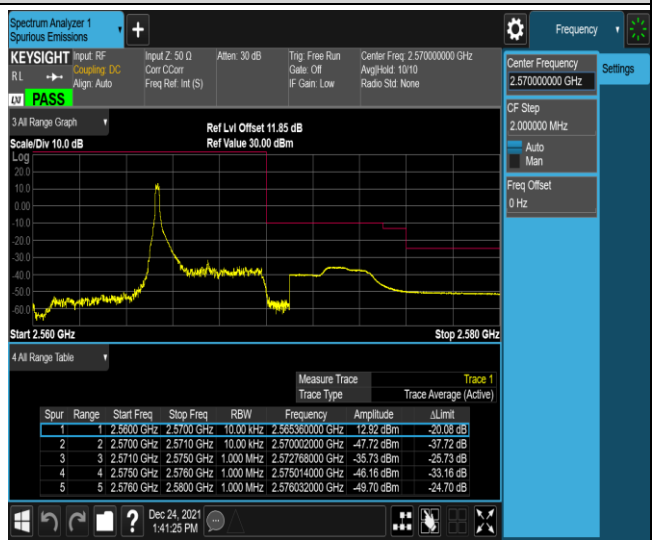 Spectrum Analyzer 1
Spurious Emissions
+
Frequency
KEYSIGHT Input: RF Input Z: 50 Ω Atten: 30 dB Trig: Free Run Center Freq: 2.570000000 GHz
RL Coupling: DC Corr CCorr Gate: Off Avg|Hold: 10/10
Align: Auto Freq Ref: Int (S) IF Gain: Low Radio Std: None
LXI PASS
Center Frequency
2.570000000 GHz
Settings
CF Step
2.000000 MHz
Auto
Man
Freq Offset
0 Hz
3 All Range Graph
Ref Lvl Offset 11.85 dB
Scale/Div 10.0 dB Ref Value 30.00 dBm
Log
20.0
10.0
0.00
-10.0
-20.0
-30.0
-40.0
-50.0
-60.0
Start 2.560 GHz Stop 2.580 GHz
4 All Range Table
Measure Trace Trace 1
Trace Type Trace Average (Active)
Spur Range Start Freq Stop Freq RBW Frequency Amplitude ΔLimit
1 1 2.5600 GHz 2.5700 GHz 10.00 kHz 2.565360000 GHz 12.92 dBm -20.08 dB
2 2 2.5700 GHz 2.5710 GHz 10.00 kHz 2.570002000 GHz -47.72 dBm -37.72 dB
3 3 2.5710 GHz 2.5750 GHz 1.000 MHz 2.572768000 GHz -35.73 dBm -25.73 dB
4 4 2.5750 GHz 2.5760 GHz 1.000 MHz 2.575014000 GHz -46.16 dBm -33.16 dB
5 5 2.5760 GHz 2.5800 GHz 1.000 MHz 2.576032000 GHz -49.70 dBm -24.70 dB
? Dec 24, 2021
1:41:25 PM